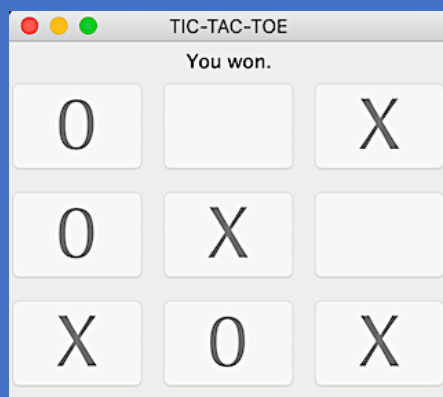 TIC-TAC-TOE
You won.
O X
O X
X O X